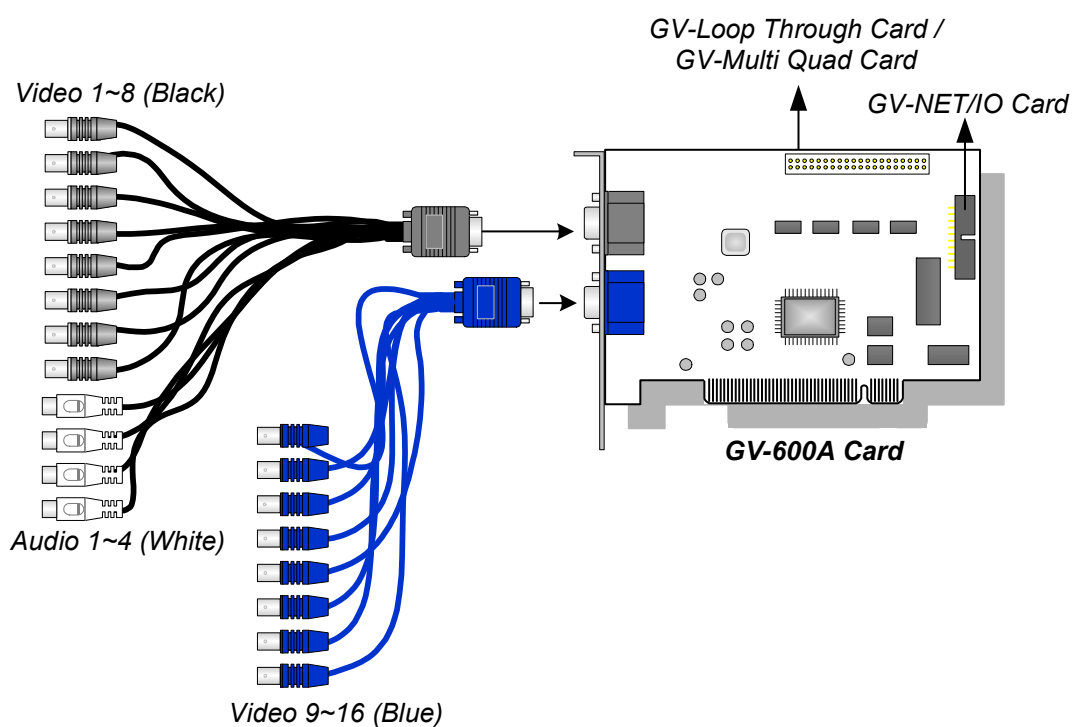 GV-Loop Through Card /
GV-Multi Quad Card
Video 1~8 (Black)
GV-NET/IO Card
GV-600A Card
Audio 1~4 (White)
Video 9~16 (Blue)